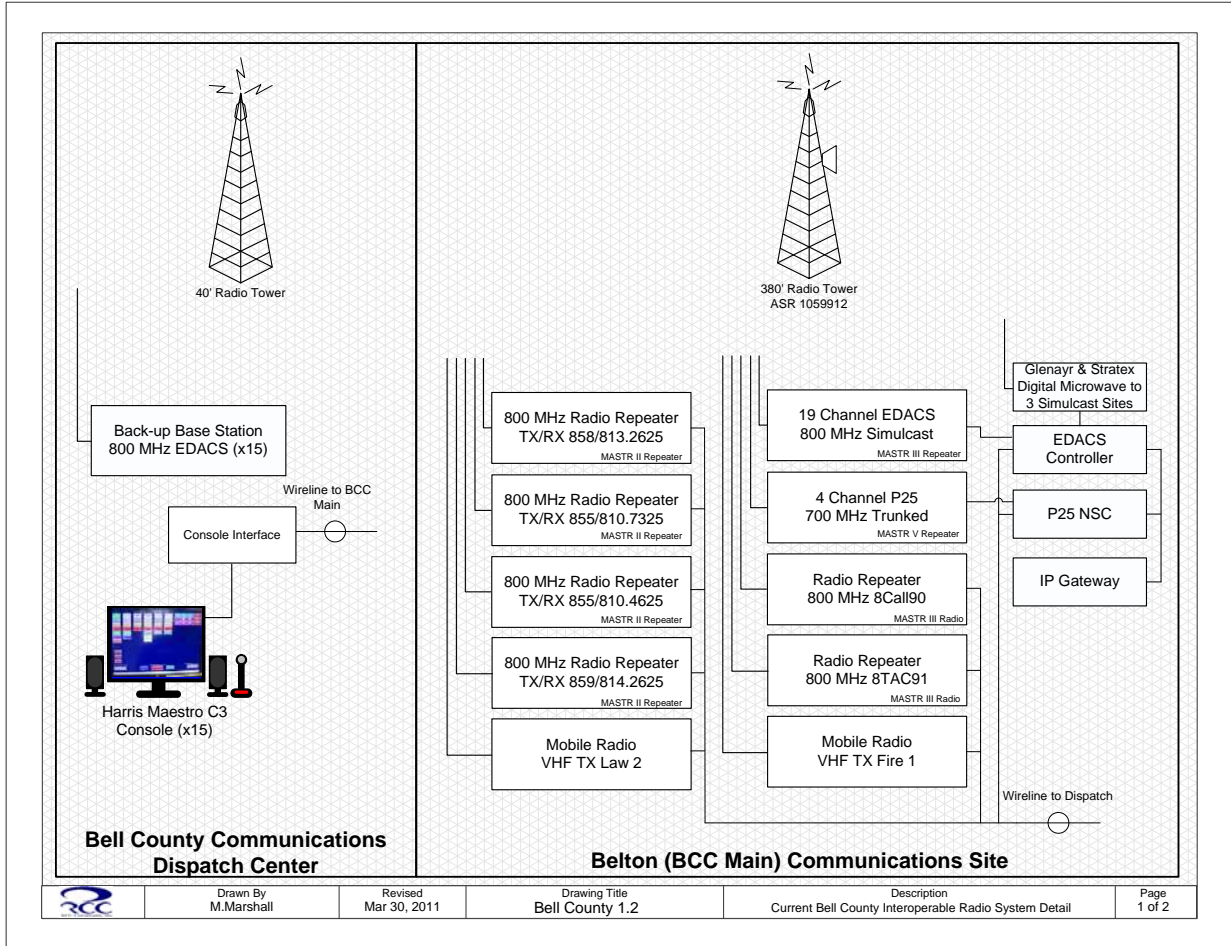 40' Radio Tower
Back-up Base Station
800 MHz EDACS (x15)
Wireline to BCC
Main
Console Interface
Harris Maestro C3
Console (x15)
Bell County Communications
Dispatch Center
380' Radio Tower
ASR 1059912
800 MHz Radio Repeater
TX/RX 858/813.2625
MASTR II Repeater
800 MHz Radio Repeater
TX/RX 855/810.7325
MASTR II Repeater
800 MHz Radio Repeater
TX/RX 855/810.4625
MASTR II Repeater
800 MHz Radio Repeater
TX/RX 859/814.2625
MASTR II Repeater
Mobile Radio
VHF TX Law 2
19 Channel EDACS
800 MHz Simulcast
MASTR III Repeater
4 Channel P25
700 MHz Trunked
MASTR V Repeater
Radio Repeater
800 MHz 8Call90
MASTR III Radio
Radio Repeater
800 MHz 8TAC91
MASTR III Radio
Mobile Radio
VHF TX Fire 1
Glenayr & Stratex
Digital Microwave to
3 Simulcast Sites
EDACS
Controller
P25 NSC
IP Gateway
Wireline to Dispatch
Belton (BCC Main) Communications Site
RCC
Drawn By
M.Marshall
Revised
Mar 30, 2011
Drawing Title
Bell County 1.2
Description
Current Bell County Interoperable Radio System Detail
Page
1 of 2